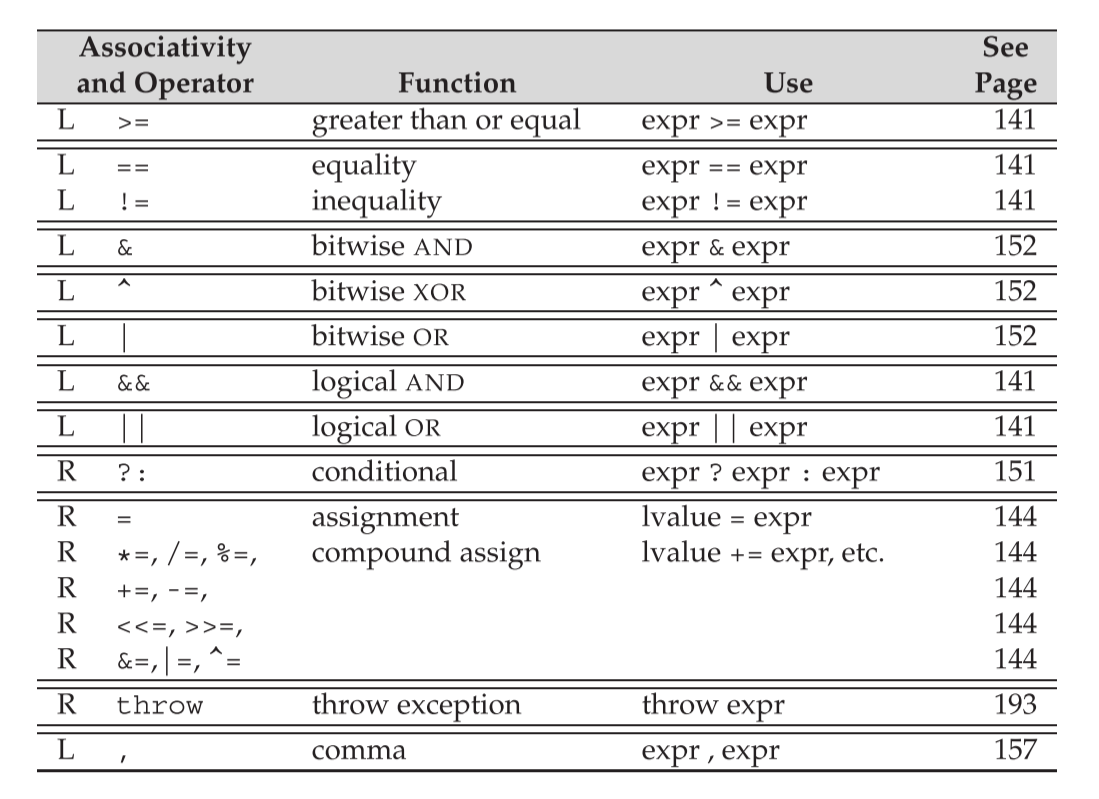 Associativity See
and Operator Function Use Page
L >= greater than or equal expr >= expr 141
L == equality expr == expr 141
L != inequality expr != expr 141
L & bitwise AND expr & expr 152
L ^ bitwise XOR expr ^ expr 152
L | bitwise OR expr | expr 152
L && logical AND expr && expr 141
L || logical OR expr || expr 141
R ?: conditional expr ? expr : expr 151
R = assignment lvalue = expr 144
R *=, /=, %=, compound assign lvalue += expr, etc. 144
R +=, -=, 144
R <<=, >>=, 144
R &=,|=, ^= 144
R throw throw exception throw expr 193
L , comma expr , expr 157